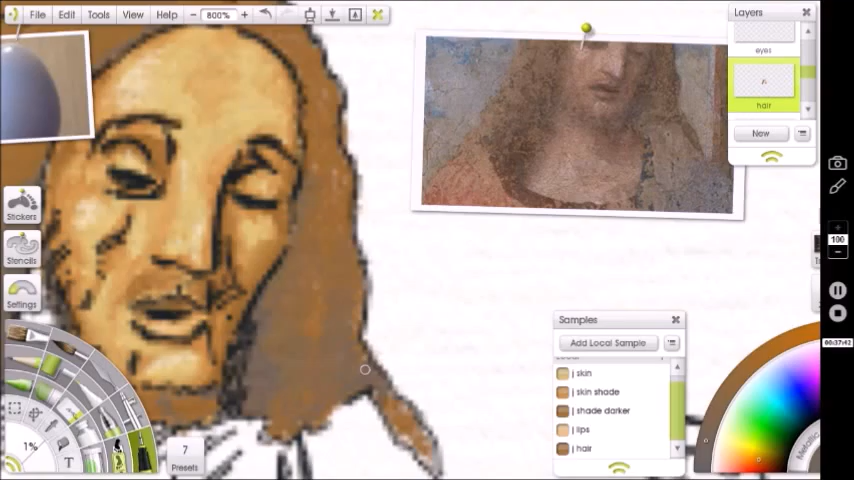 File Edit Tools View Help − 800% +
Layers
eyes
hair
New
Stickers
Stencils
Settings
1%
T
7
Presets
Samples
Add Local Sample
j skin
j skin shade
j shade darker
j lips
j hair
Metallic
+
100
−
00:37:42